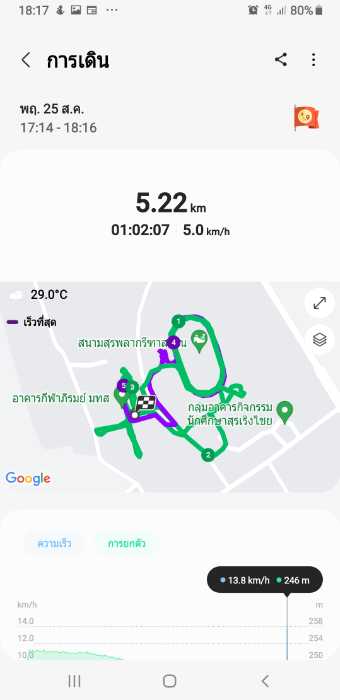 18:17 80%
การเดิน
พฤ. 25 ส.ค.
17:14 - 18:16
5.22 km
01:02:07 5.0 km/h
29.0°C
เร็วที่สุด
1
สนามสุรพลากรีฑาสถาน
4
อาคารกีฬาภิรมย์ มทส
5 3
กลุ่มอาคารกิจกรรม
นักศึกษาสุรเริงไชย
2
Google
ความเร็ว การยกตัว
13.8 km/h 246 m
km/h m
14.0 258
12.0 254
10.0 250